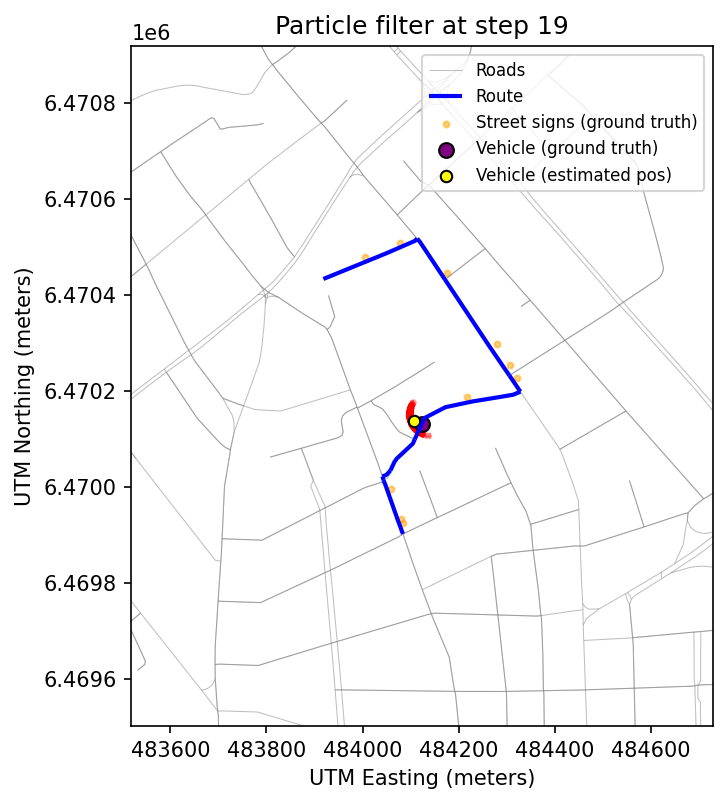 Particle filter at step 19
1e6
Roads
Route
Street signs (ground truth)
Vehicle (ground truth)
Vehicle (estimated pos)
6.4708
6.4706
6.4704
6.4702
6.4700
6.4698
6.4696
UTM Northing (meters)
483600 483800 484000 484200 484400 484600
UTM Easting (meters)